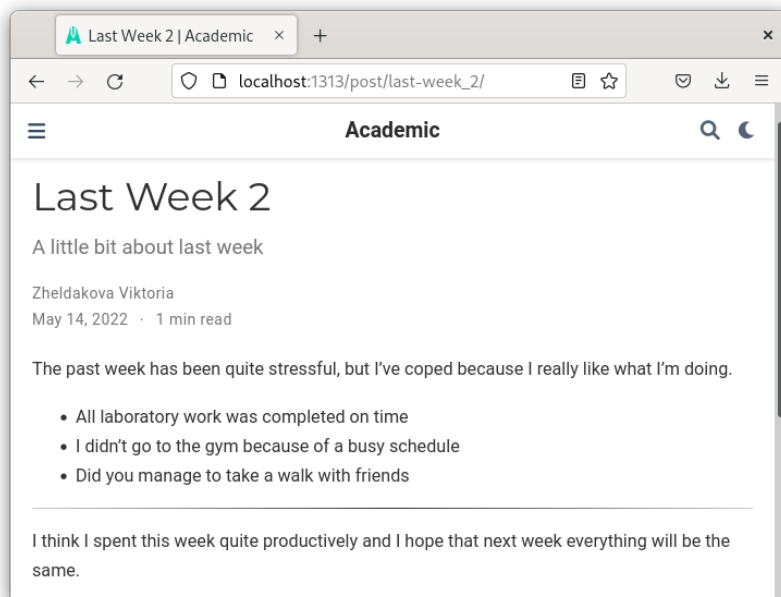 Last Week 2 | Academic
localhost:1313/post/last-week_2/
Academic
Last Week 2
A little bit about last week
Zheldakova Viktoria
May 14, 2022 · 1 min read
The past week has been quite stressful, but I've coped because I really like what I'm doing.
• All laboratory work was completed on time
• I didn't go to the gym because of a busy schedule
• Did you manage to take a walk with friends
I think I spent this week quite productively and I hope that next week everything will be the
same.